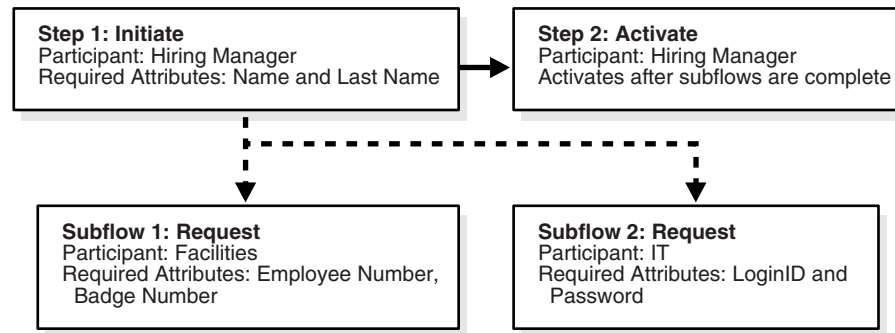 Step 1: Initiate
Participant: Hiring Manager
Required Attributes: Name and Last Name
Step 2: Activate
Participant: Hiring Manager
Activates after subflows are complete
Subflow 1: Request
Participant: Facilities
Required Attributes: Employee Number,
Badge Number
Subflow 2: Request
Participant: IT
Required Attributes: LoginID and
Password